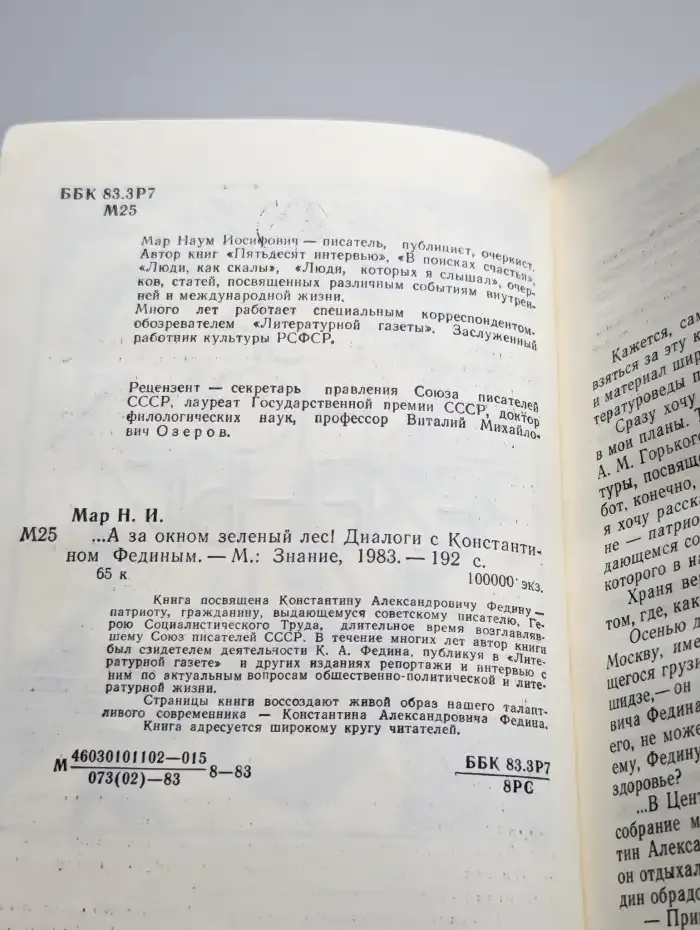 ББК 83.3Р7
М25
Мар Наум Иосифович — писатель, публицист, очеркист.
Автор книг «Пятьдесят интервью», «В поисках счастья»,
«Люди, как скалы», «Люди, которых я слышал», очер-
ков, статей, посвященных различным событиям внутрен-
ней и международной жизни.
Много лет работает специальным корреспондентом-
обозревателем «Литературной газеты». Заслуженный
работник культуры РСФСР.
Рецензент — секретарь правления Союза писателей
СССР, лауреат Государственной премии СССР, доктор
филологических наук, профессор Виталий Михайло-
вич Озеров.
Мар Н. И.
М25 ...А за окном зеленый лес! Диалоги с Константи-
ном Фединым. — М.: Знание, 1983. — 192 с.
65 к. 100000 экз.
Книга посвящена Константину Александровичу Федину —
патриоту, гражданину, выдающемуся советскому писателю, Ге-
рою Социалистического Труда, длительное время возглавляв-
шему Союз писателей СССР. В течение многих лет автор книги
был свидетелем деятельности К. А. Федина, публикуя в «Лите-
ратурной газете» и других изданиях репортажи и интервью с
ним по актуальным вопросам общественно-политической и лите-
ратурной жизни.
Страницы книги воссоздают живой образ нашего талант-
ливого современника — Константина Александровича Федина.
Книга адресуется широкому кругу читателей.
М 46030101102—015
073(02)—83 8—83
ББК 83.3Р7
8РС
Кажется, сам
взяться за эту к
и материал шир
тературоведы п
Сразу хочу
в мои планы.
А. М. Горького
туры, посвяще
бот, конечно,
я хочу расска
не — патрио
дающемся со
которого в на
Храня ве
том, где, как
Осенью д
Москву, име
щегося грузи
шидзе,— он
вича Федина
его, не може
ему, Федину
здоровье?
...В Цент
собрание м
тин Алекса
он отдыхал
дин обрадо
— При